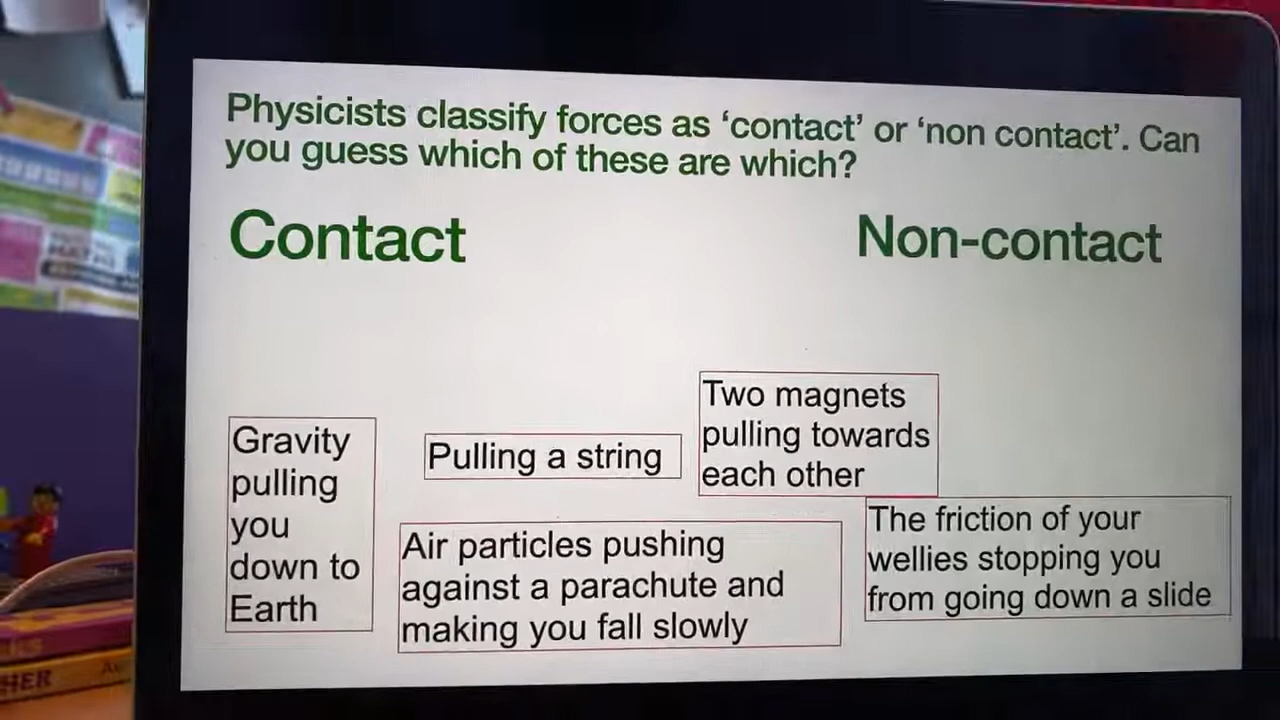 Physicists classify forces as ‘contact’ or ‘non contact’. Can
you guess which of these are which?
Contact
Non-contact
Gravity
pulling
you
down to
Earth
Pulling a string
Two magnets
pulling towards
each other
Air particles pushing
against a parachute and
making you fall slowly
The friction of your
wellies stopping you
from going down a slide